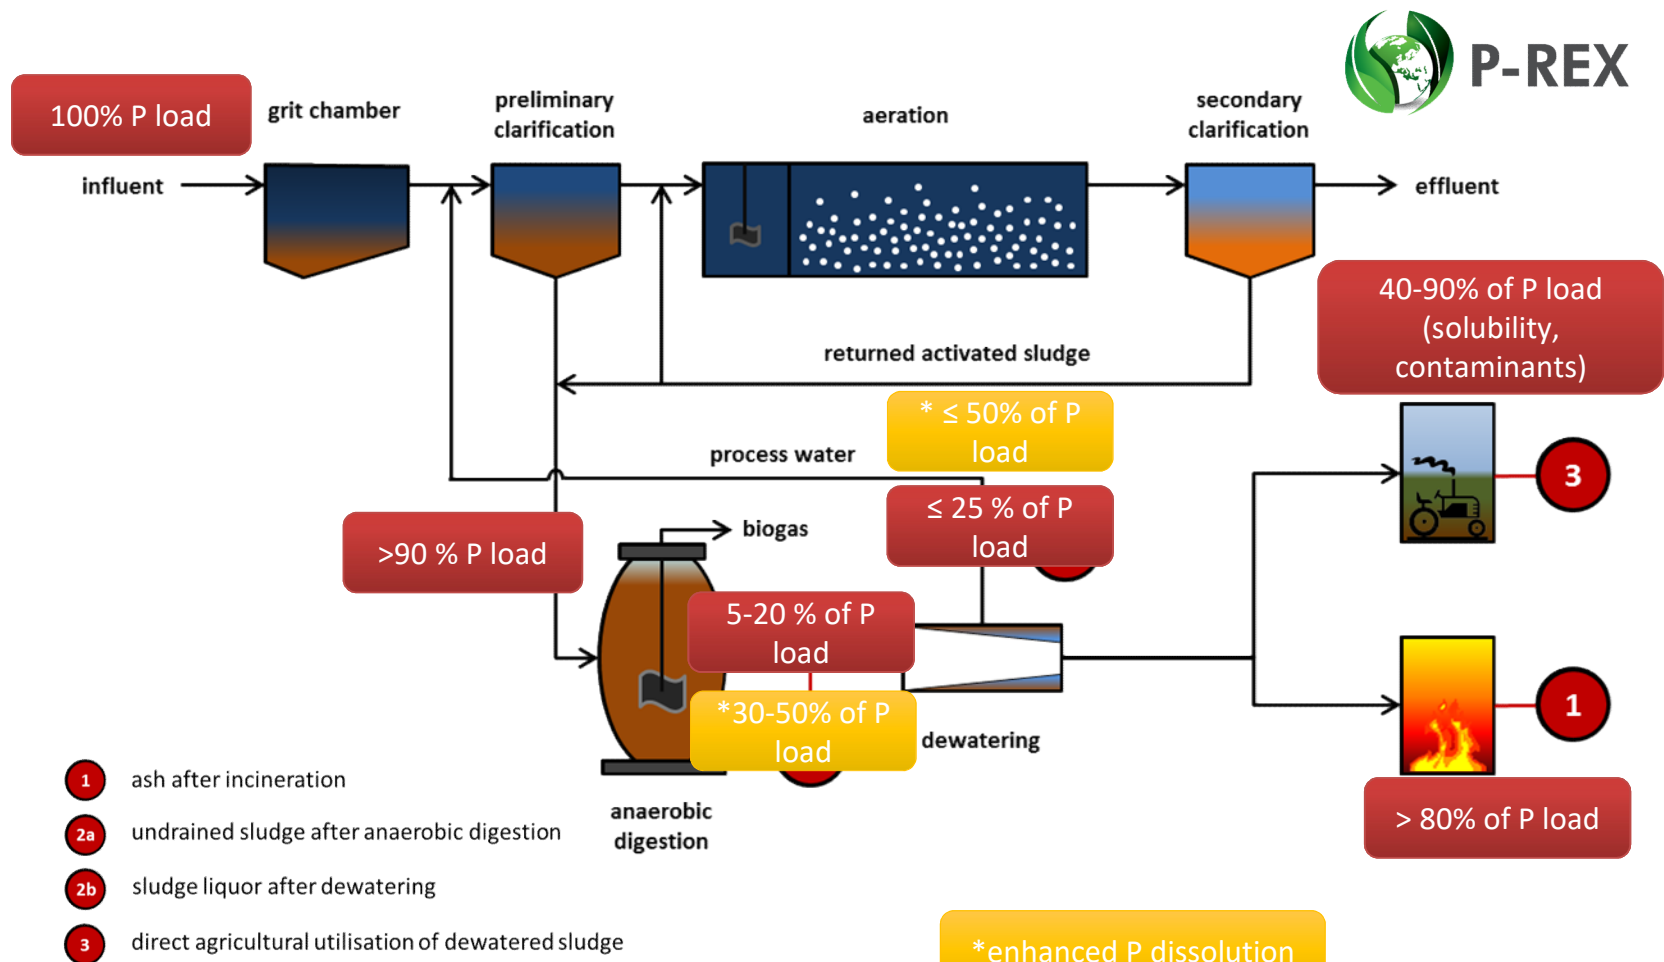 P-REX
100% P load
grit chamber
preliminary
clarification
aeration
secondary
clarification
influent
effluent
40-90% of P load
(solubility,
contaminants)
returned activated sludge
* ≤ 50% of P
load
process water
≤ 25 % of P
load
3
>90 % P load
biogas
5-20 % of P
load
*30-50% of P
load
dewatering
1
> 80% of P load
anaerobic
digestion
1 ash after incineration
2a undrained sludge after anaerobic digestion
2b sludge liquor after dewatering
3 direct agricultural utilisation of dewatered sludge
*enhanced P dissolution